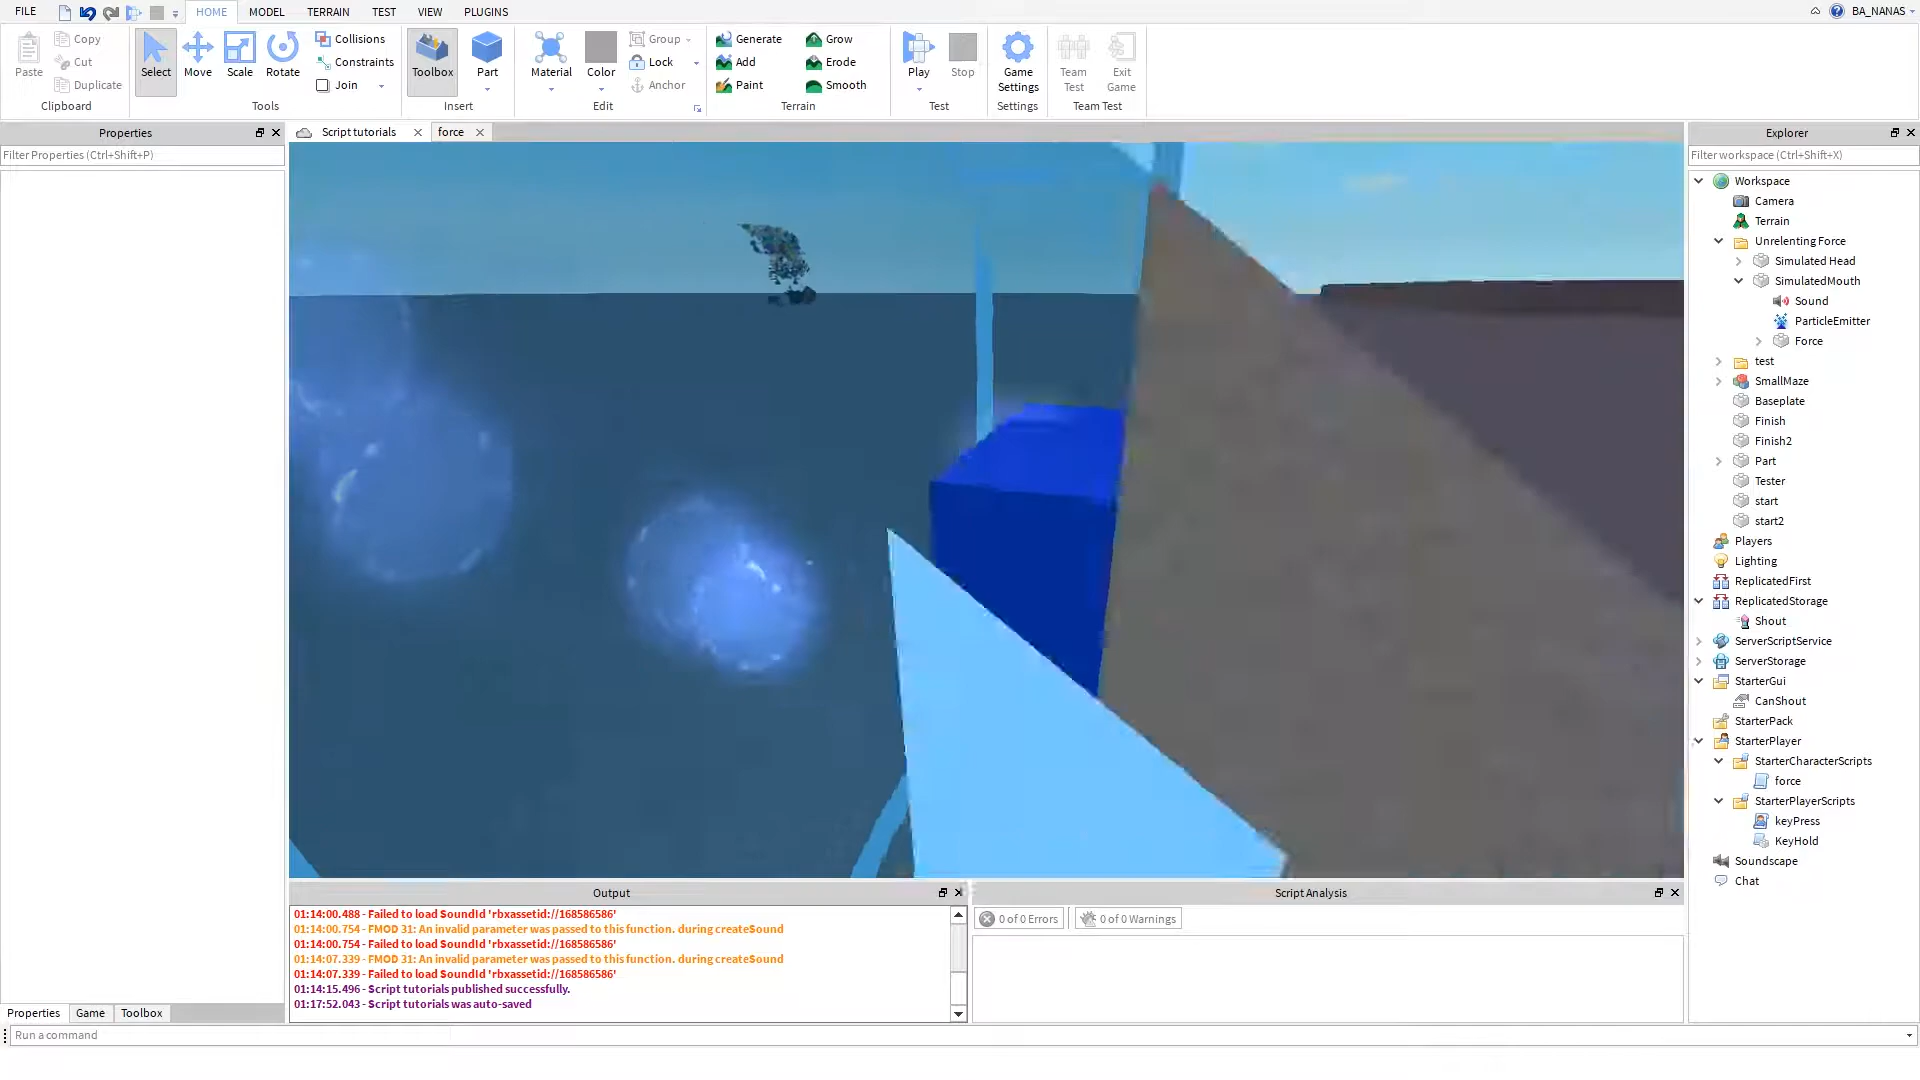 FILE
HOME
MODEL
TERRAIN
TEST
VIEW
PLUGINS
BA_NANAS
Paste
Copy
Cut
Duplicate
Clipboard
Select
Move
Scale
Rotate
Collisions
Constraints
Join
Tools
Toolbox
Part
Insert
Material
Color
Group
Lock
Anchor
Edit
Generate
Grow
Add
Erode
Paint
Smooth
Terrain
Play
Stop
Test
Game Settings
Settings
Team Test
Exit Game
Team Test
Properties
Filter Properties (Ctrl+Shift+P)
Script tutorials
force
Explorer
Filter workspace (Ctrl+Shift+X)
Workspace
Camera
Terrain
Unrelenting Force
Simulated Head
SimulatedMouth
Sound
ParticleEmitter
Force
test
SmallMaze
Baseplate
Finish
Finish2
Part
Tester
start
start2
Players
Lighting
ReplicatedFirst
ReplicatedStorage
Shout
ServerScriptService
ServerStorage
StarterGui
CanShout
StarterPack
StarterPlayer
StarterCharacterScripts
force
StarterPlayerScripts
keyPress
KeyHold
Soundscape
Chat
Output
01:14:00.488 - Failed to load SoundId 'rbxassetid://168586586'
01:14:00.754 - FMOD 31: An invalid parameter was passed to this function. during createSound
01:14:00.754 - Failed to load SoundId 'rbxassetid://168586586'
01:14:07.339 - FMOD 31: An invalid parameter was passed to this function. during createSound
01:14:07.339 - Failed to load SoundId 'rbxassetid://168586586'
01:14:15.496 - Script tutorials published successfully.
01:17:52.043 - Script tutorials was auto-saved
Script Analysis
0 of 0 Errors
0 of 0 Warnings
Properties
Game
Toolbox
Run a command